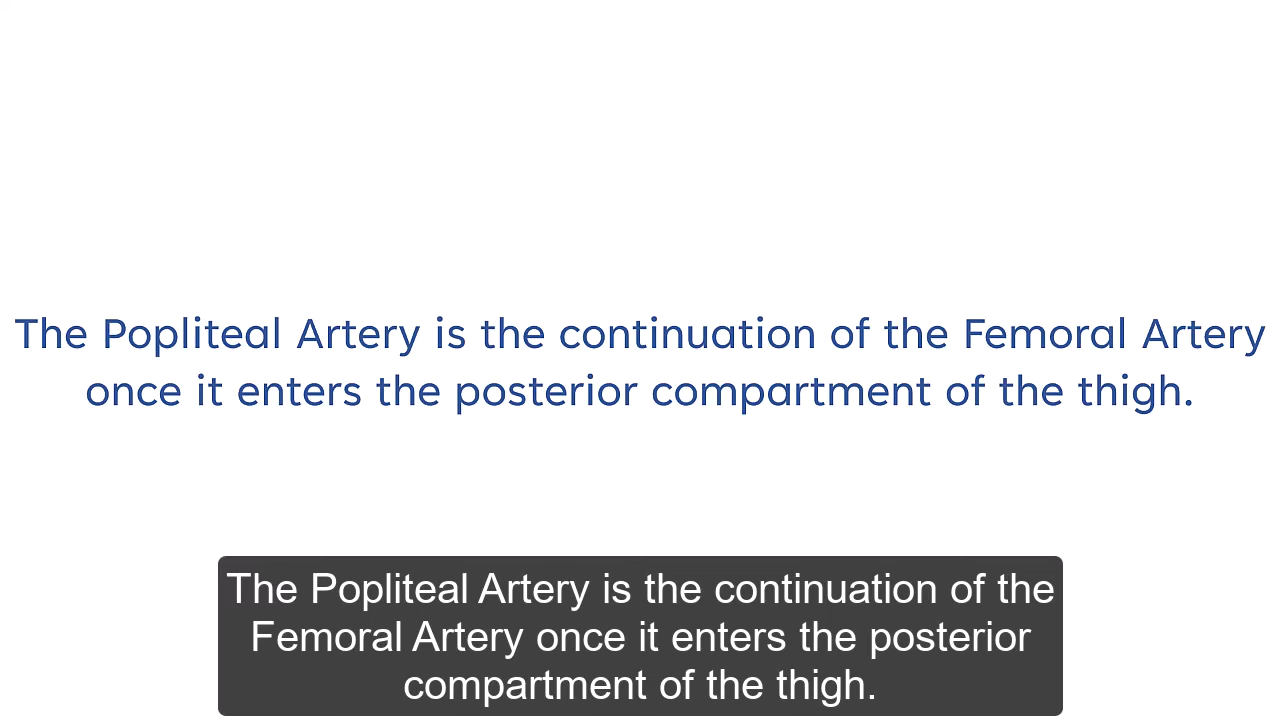 The Popliteal Artery is the continuation of the Femoral Artery
once it enters the posterior compartment of the thigh.
The Popliteal Artery is the continuation of the
Femoral Artery once it enters the posterior
compartment of the thigh.